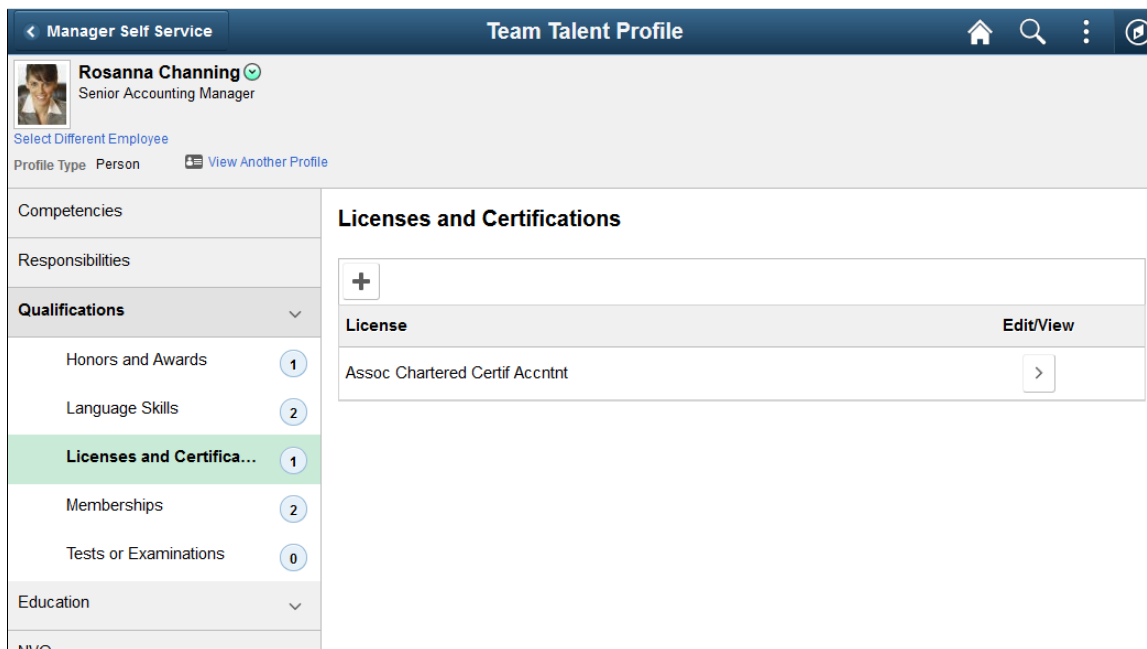 Manager Self Service
Team Talent Profile
Rosanna Channing
Senior Accounting Manager
Select Different Employee
Profile Type Person View Another Profile
Competencies
Responsibilities
Qualifications
Honors and Awards 1
Language Skills 2
Licenses and Certifica... 1
Memberships 2
Tests or Examinations 0
Education
Licenses and Certifications
License Edit/View
Assoc Chartered Certif Accntnt